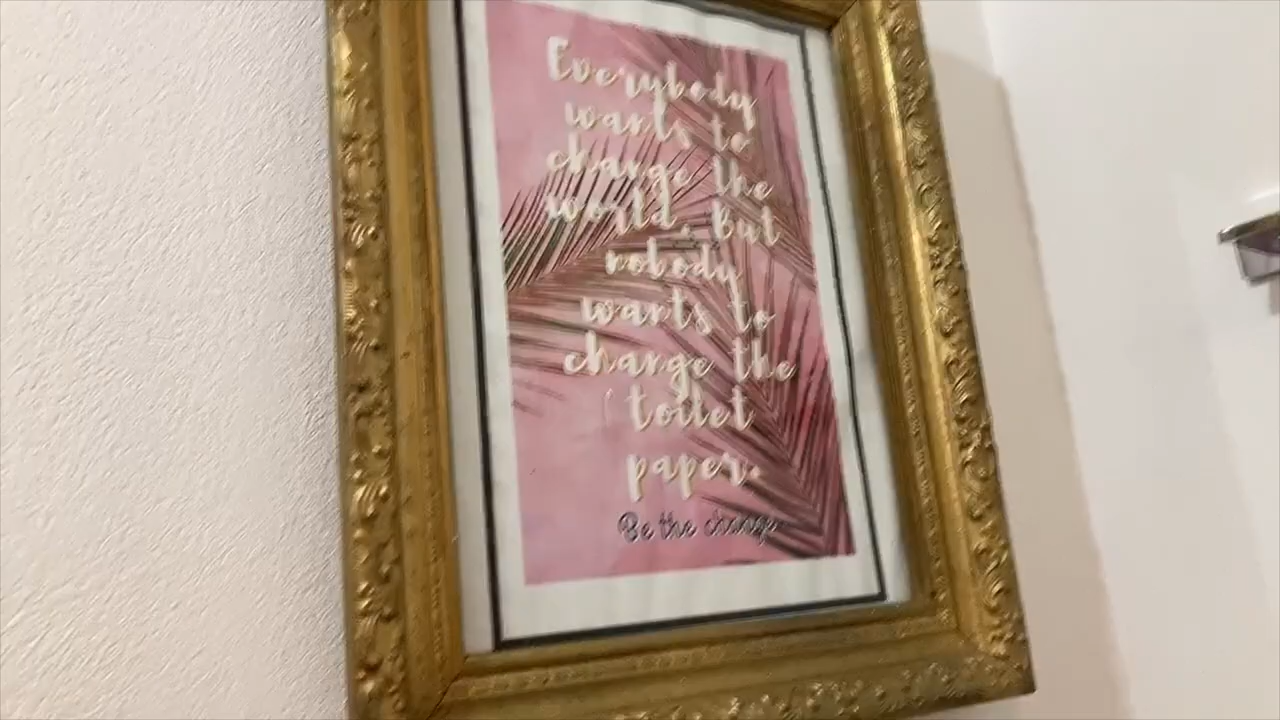 Everybody
wants to
change the
world, but
nobody
wants to
change the
toilet
paper.
Be the change